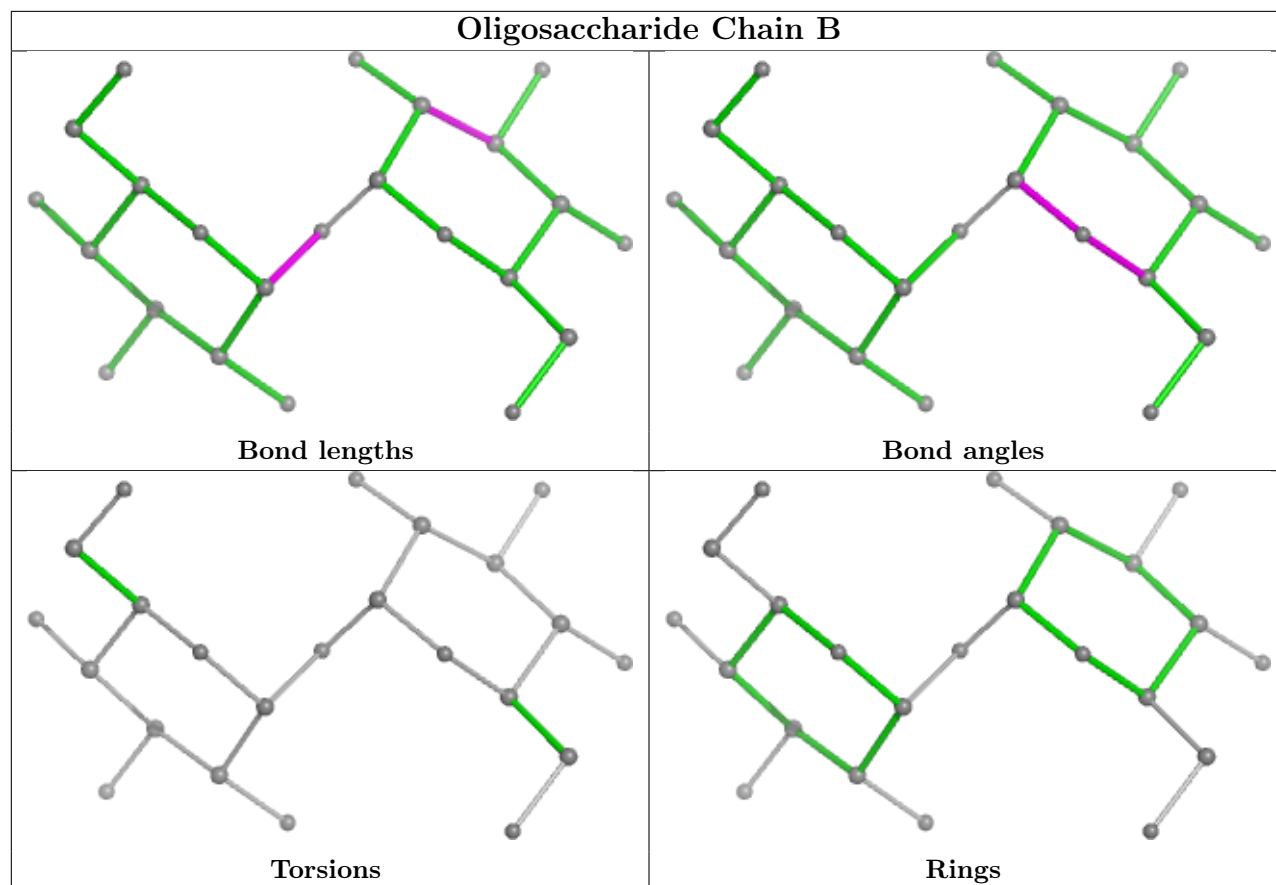 Oligosaccharide Chain B
Bond lengths
Bond angles
Torsions
Rings